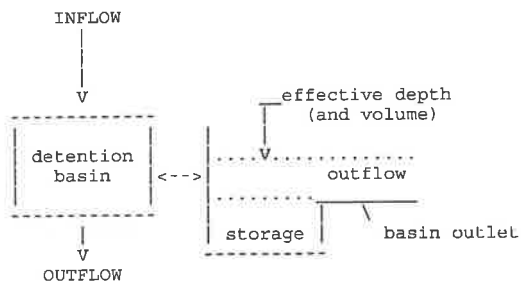 INFLOW
effective depth
(and volume)
detention
basin
outflow
storage
basin outlet
OUTFLOW